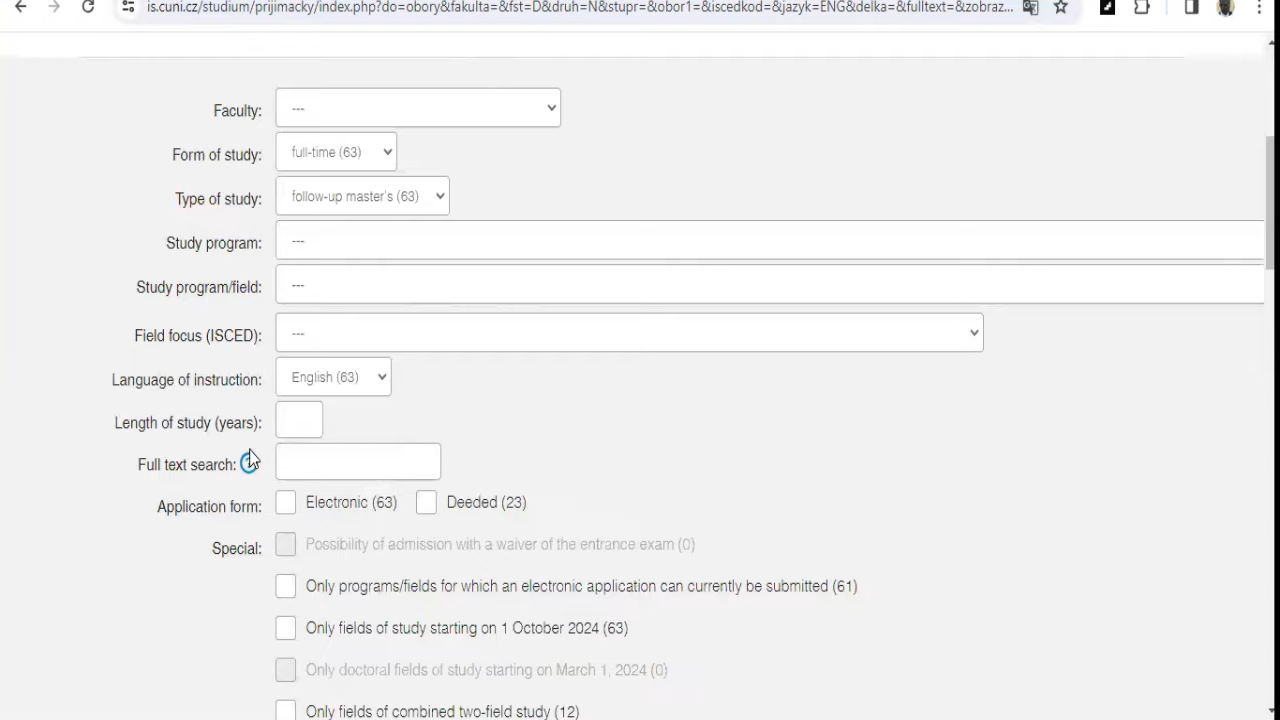 is.cuni.cz/studium/prijimacky/index.php?do=obory&fakulta=&fst=D&druh=N&stupr=&obor1=&iscedkod=&jazyk=ENG&delka=&fulltext=&zobraz...
Faculty: ---
Form of study: full-time (63)
Type of study: follow-up master's (63)
Study program: ---
Study program/field: ---
Field focus (ISCED): ---
Language of instruction: English (63)
Length of study (years):
Full text search:
Application form: Electronic (63) Deeded (23)
Special: Possibility of admission with a waiver of the entrance exam (0)
Only programs/fields for which an electronic application can currently be submitted (61)
Only fields of study starting on 1 October 2024 (63)
Only doctoral fields of study starting on March 1, 2024 (0)
Only fields of combined two-field study (12)